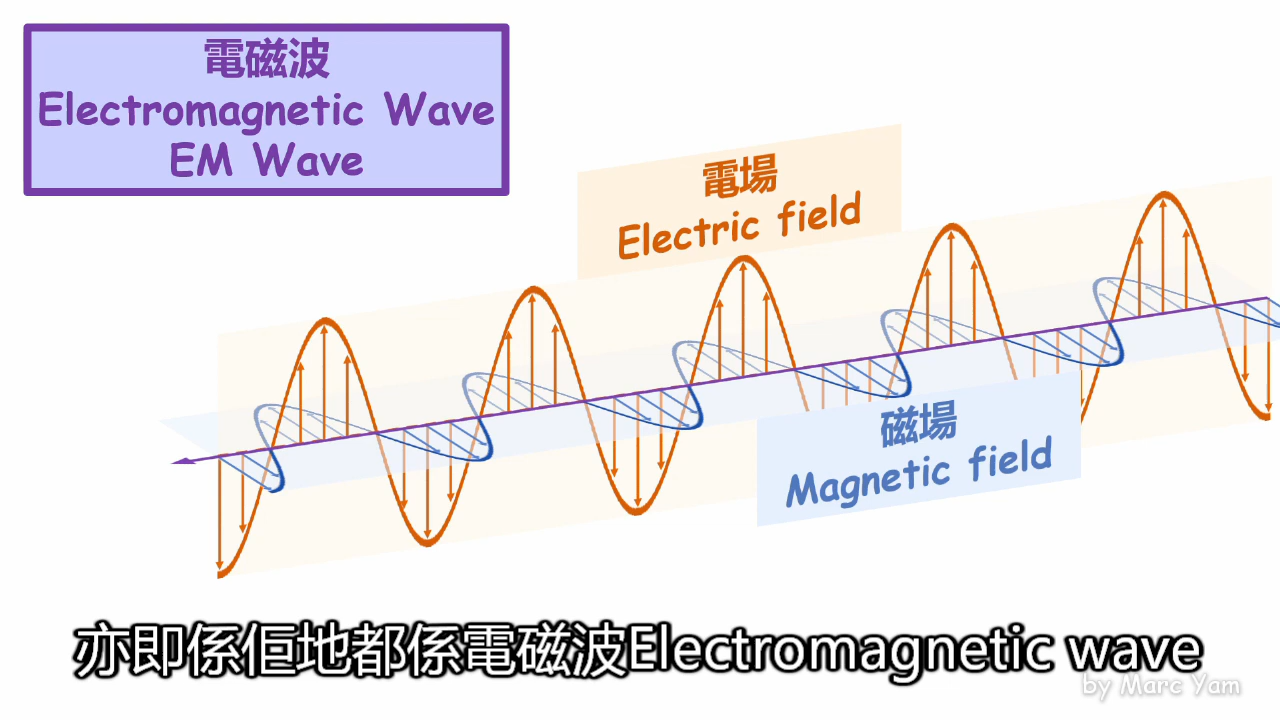 電磁波
Electromagnetic Wave
EM Wave
電場
Electric field
磁場
Magnetic field
亦即係佢地都係電磁波Electromagnetic wave
by Marc Yam